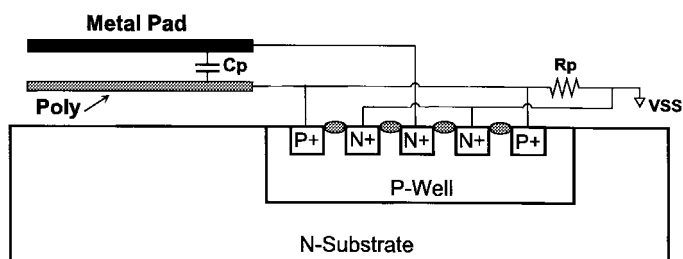 Metal Pad
Cp
Poly
Rp
VSS
P+ N+ N+ N+ P+
P-Well
N-Substrate